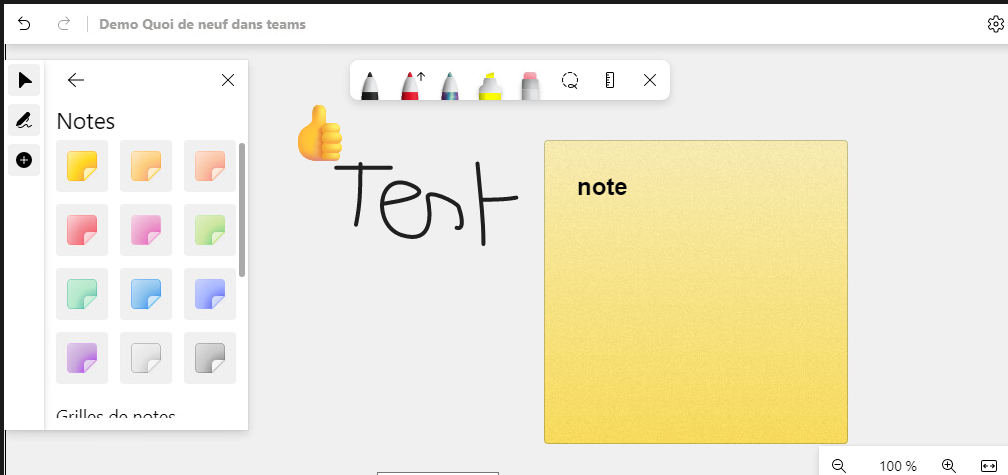 Demo Quoi de neuf dans teams
Notes
Test
note
Grilles de notes
100 %